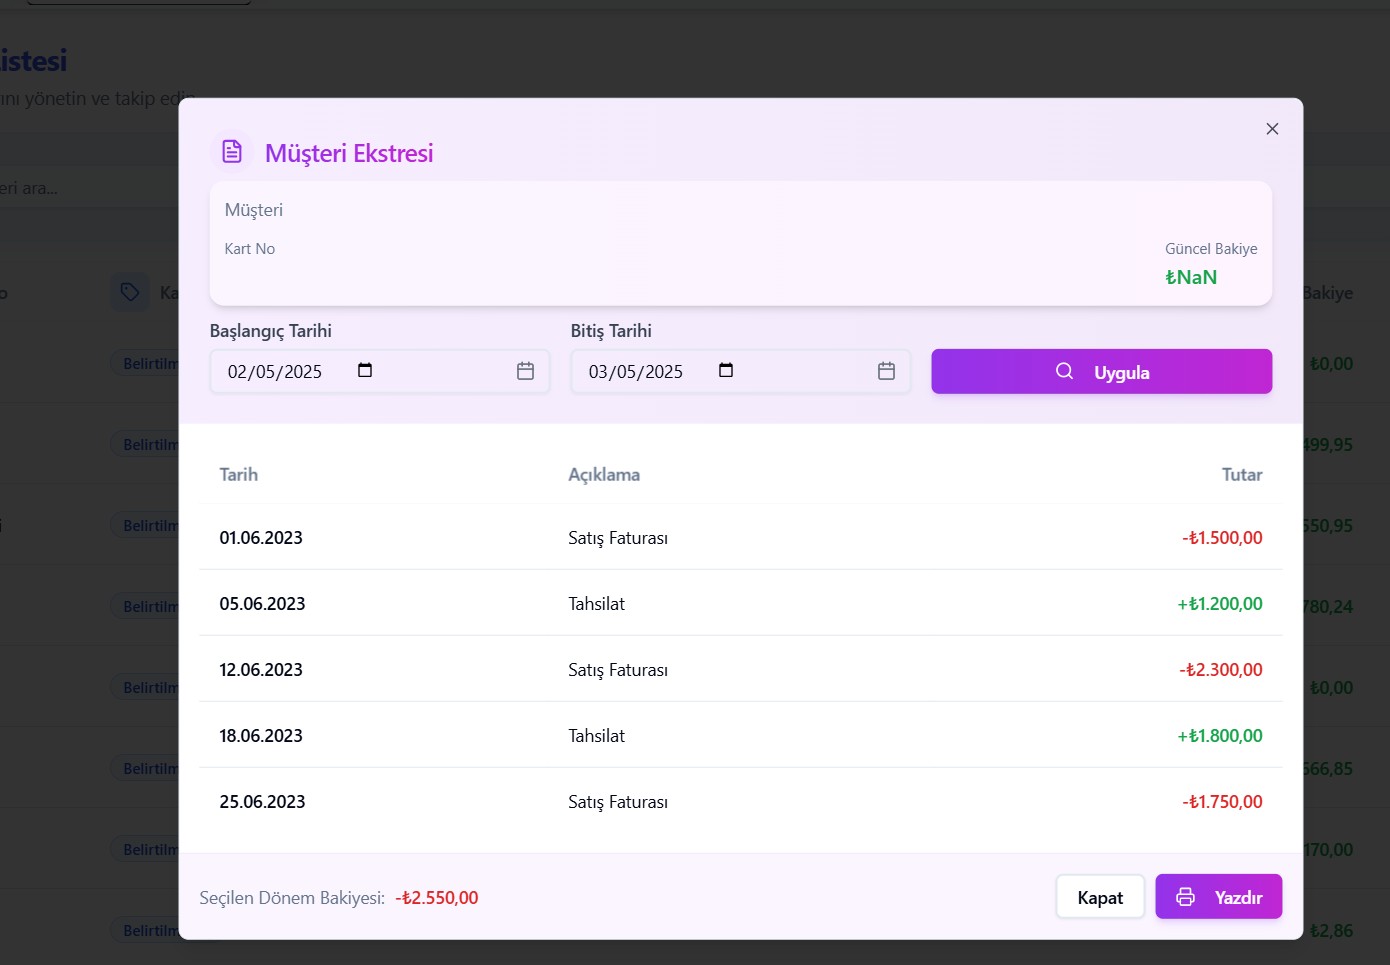 istesi
ını yönetin ve takip edin
eri ara...
Müşteri Ekstresi
Müşteri
Kart No
Güncel Bakiye
₺NaN
Başlangıç Tarihi
Bitiş Tarihi
02/05/2025
03/05/2025
Uygula
Tarih Açıklama Tutar
01.06.2023 Satış Faturası -₺1.500,00
05.06.2023 Tahsilat +₺1.200,00
12.06.2023 Satış Faturası -₺2.300,00
18.06.2023 Tahsilat +₺1.800,00
25.06.2023 Satış Faturası -₺1.750,00
Seçilen Dönem Bakiyesi: -₺2.550,00
Kapat
Yazdır
o
Ka
Bakiye
Belirtilm
₺0,00
Belirtilm
499,95
i
Belirtilm
550,95
Belirtilm
780,24
Belirtilm
₺0,00
Belirtilm
566,85
Belirtilm
170,00
Belirtilm
₺2,86